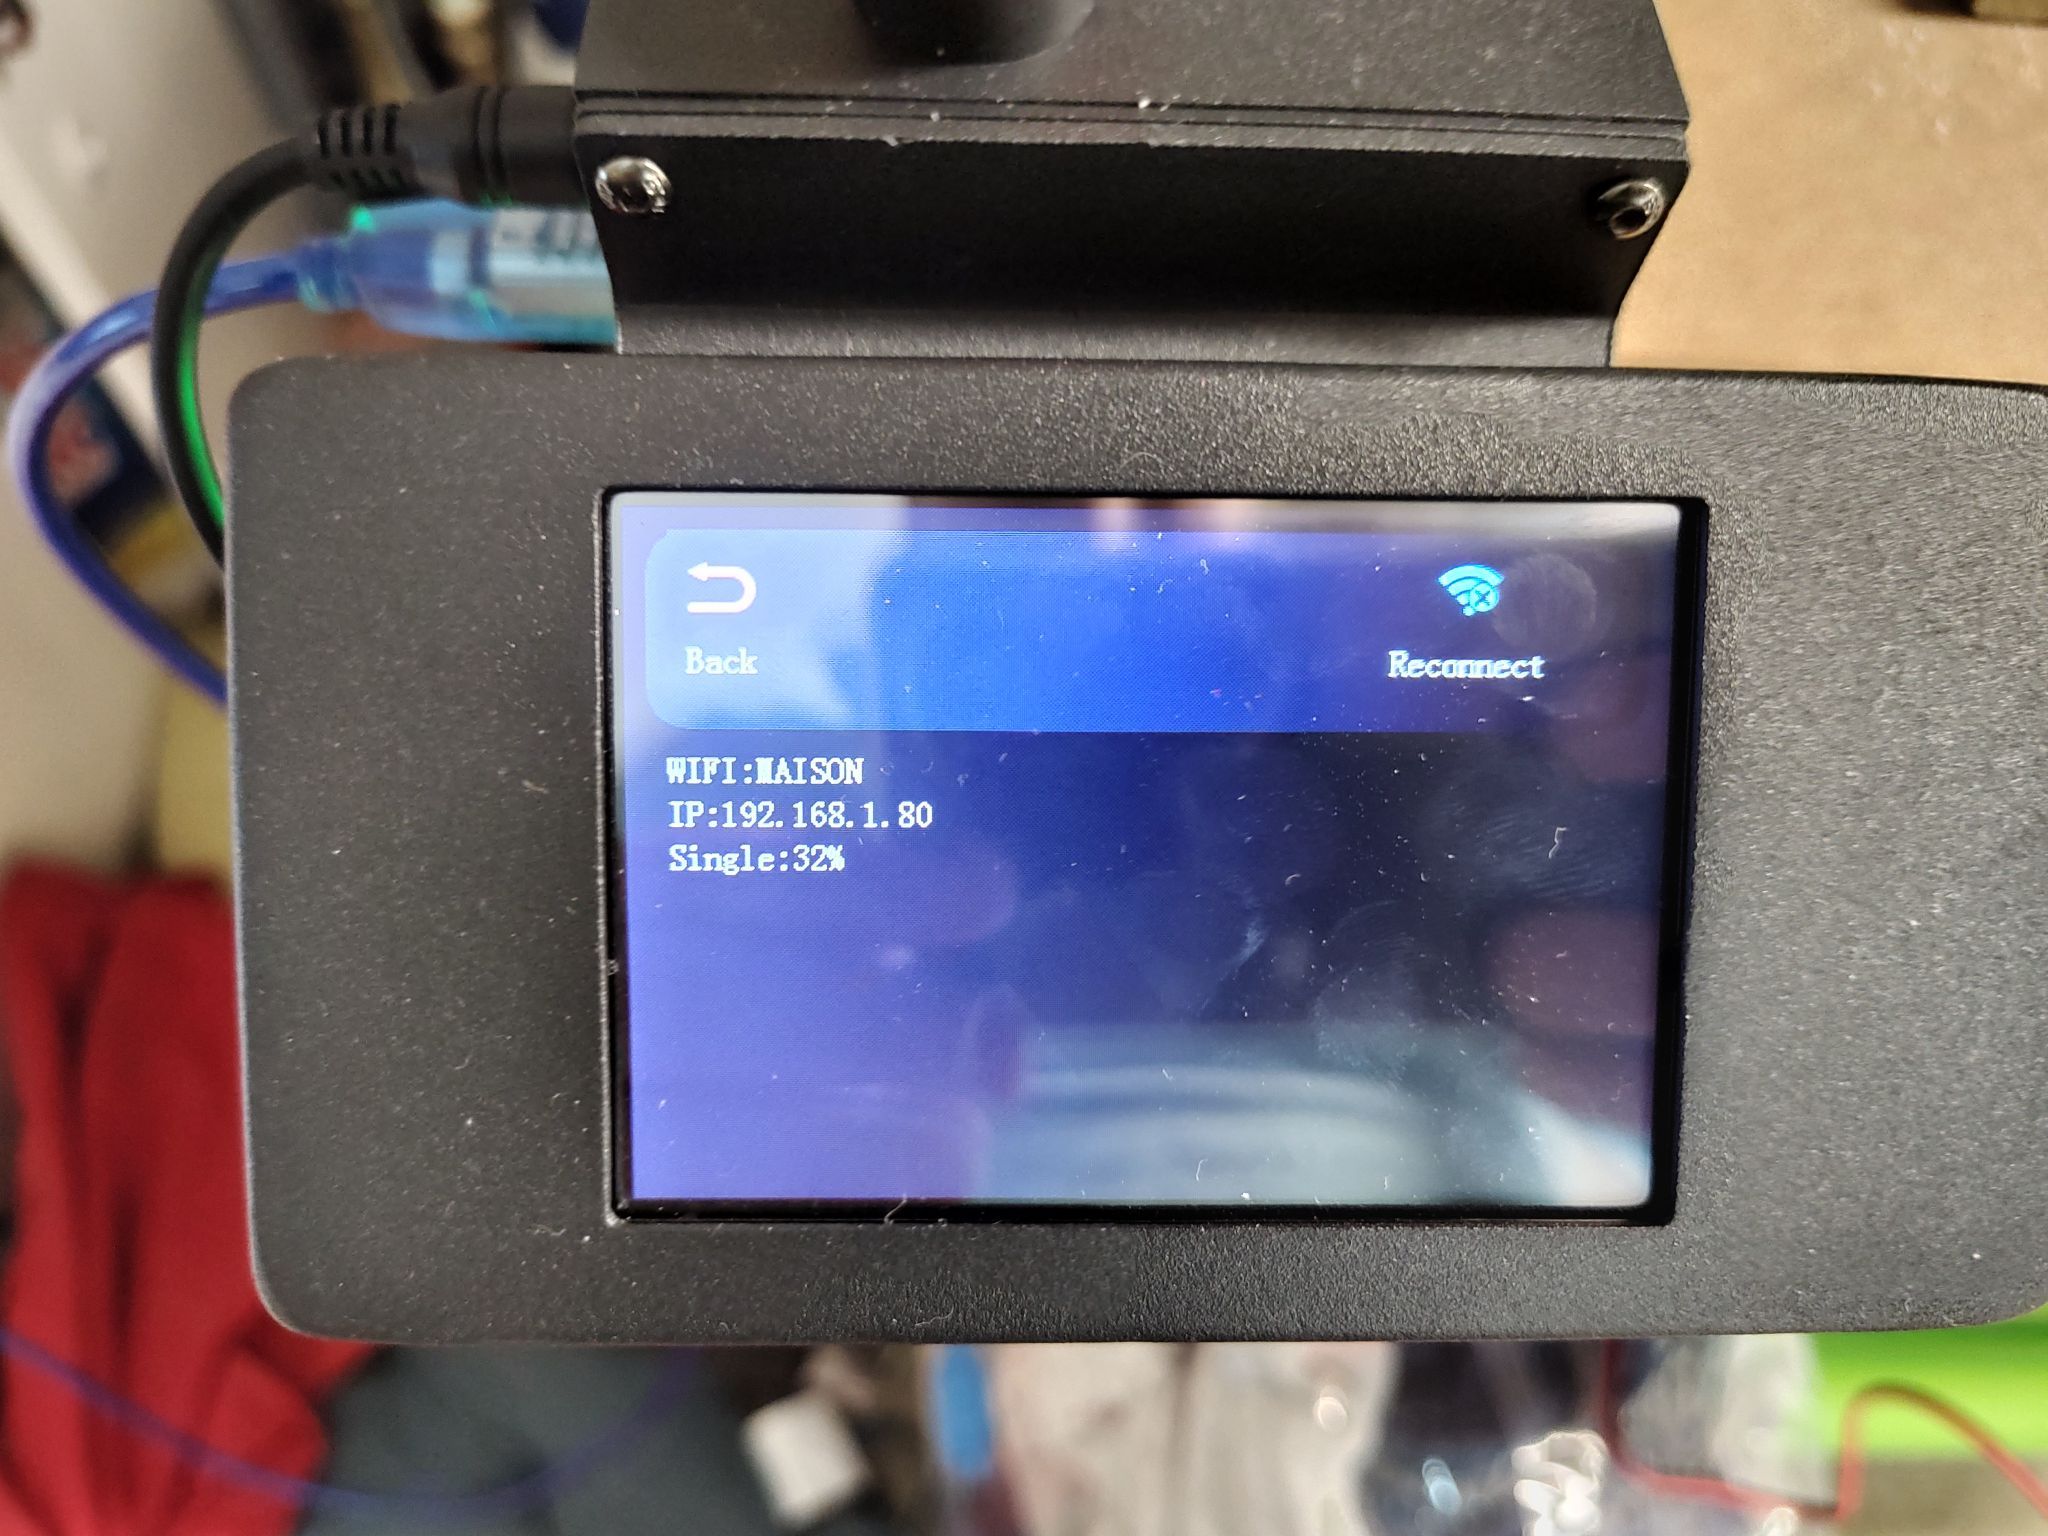 Back
Reconnect
WIFI:MAISON
IP:192.168.1.80
Single:32%